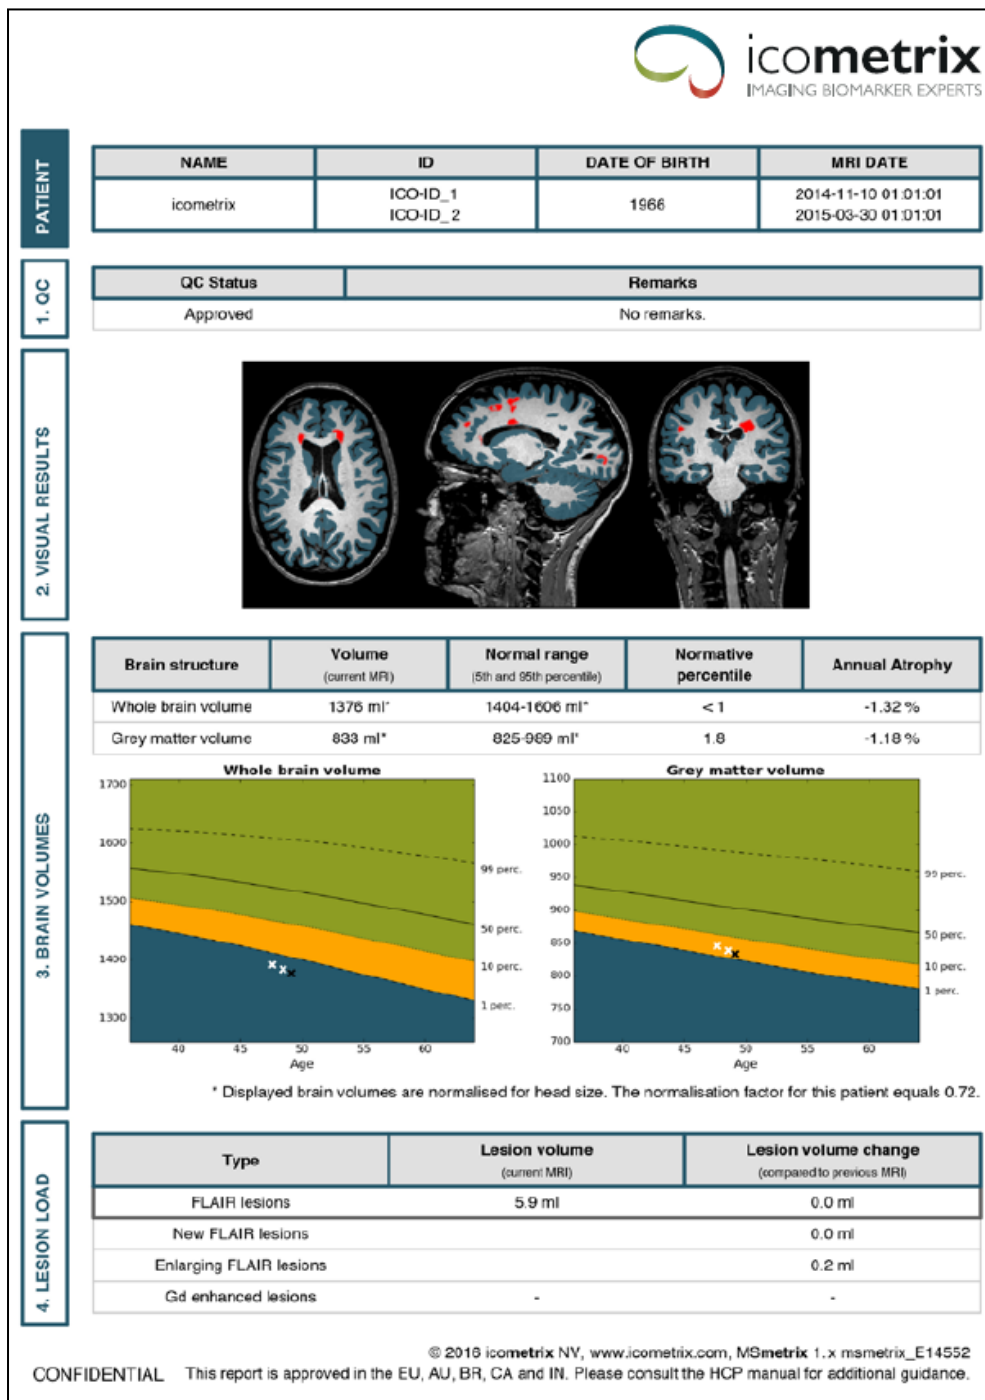 icometrix
IMAGING BIOMARKER EXPERTS
PATIENT
NAME ID DATE OF BIRTH MRI DATE
icometrix ICO-ID_1 1966 2014-11-10 01:01:01
ICO-ID_2 2015-03-30 01:01:01
1. QC
QC Status Remarks
Approved No remarks.
2. VISUAL RESULTS
3. BRAIN VOLUMES
Brain structure Volume Normal range Normative Annual Atrophy
(current MRI) (5th and 95th percentile) percentile
Whole brain volume 1376 ml* 1404-1606 ml* < 1 -1.32 %
Grey matter volume 833 ml* 825-989 ml* 1.8 -1.18 %
Whole brain volume
1700
1600
1500
1400
1300
40 45 50 55 60
Age
99 perc.
50 perc.
10 perc.
1 perc.
Grey matter volume
1100
1050
1000
950
900
850
800
750
700
40 45 50 55 60
Age
99 perc.
50 perc.
10 perc.
1 perc.
* Displayed brain volumes are normalised for head size. The normalisation factor for this patient equals 0.72.
4. LESION LOAD
Type Lesion volume Lesion volume change
(current MRI) (compared to previous MRI)
FLAIR lesions 5.9 ml 0.0 ml
New FLAIR lesions 0.0 ml
Enlarging FLAIR lesions 0.2 ml
Gd enhanced lesions - -
© 2016 icometrix NV, www.icometrix.com, MSmetrix 1.x msmetrix_E14552
CONFIDENTIAL This report is approved in the EU, AU, BR, CA and IN. Please consult the HCP manual for additional guidance.